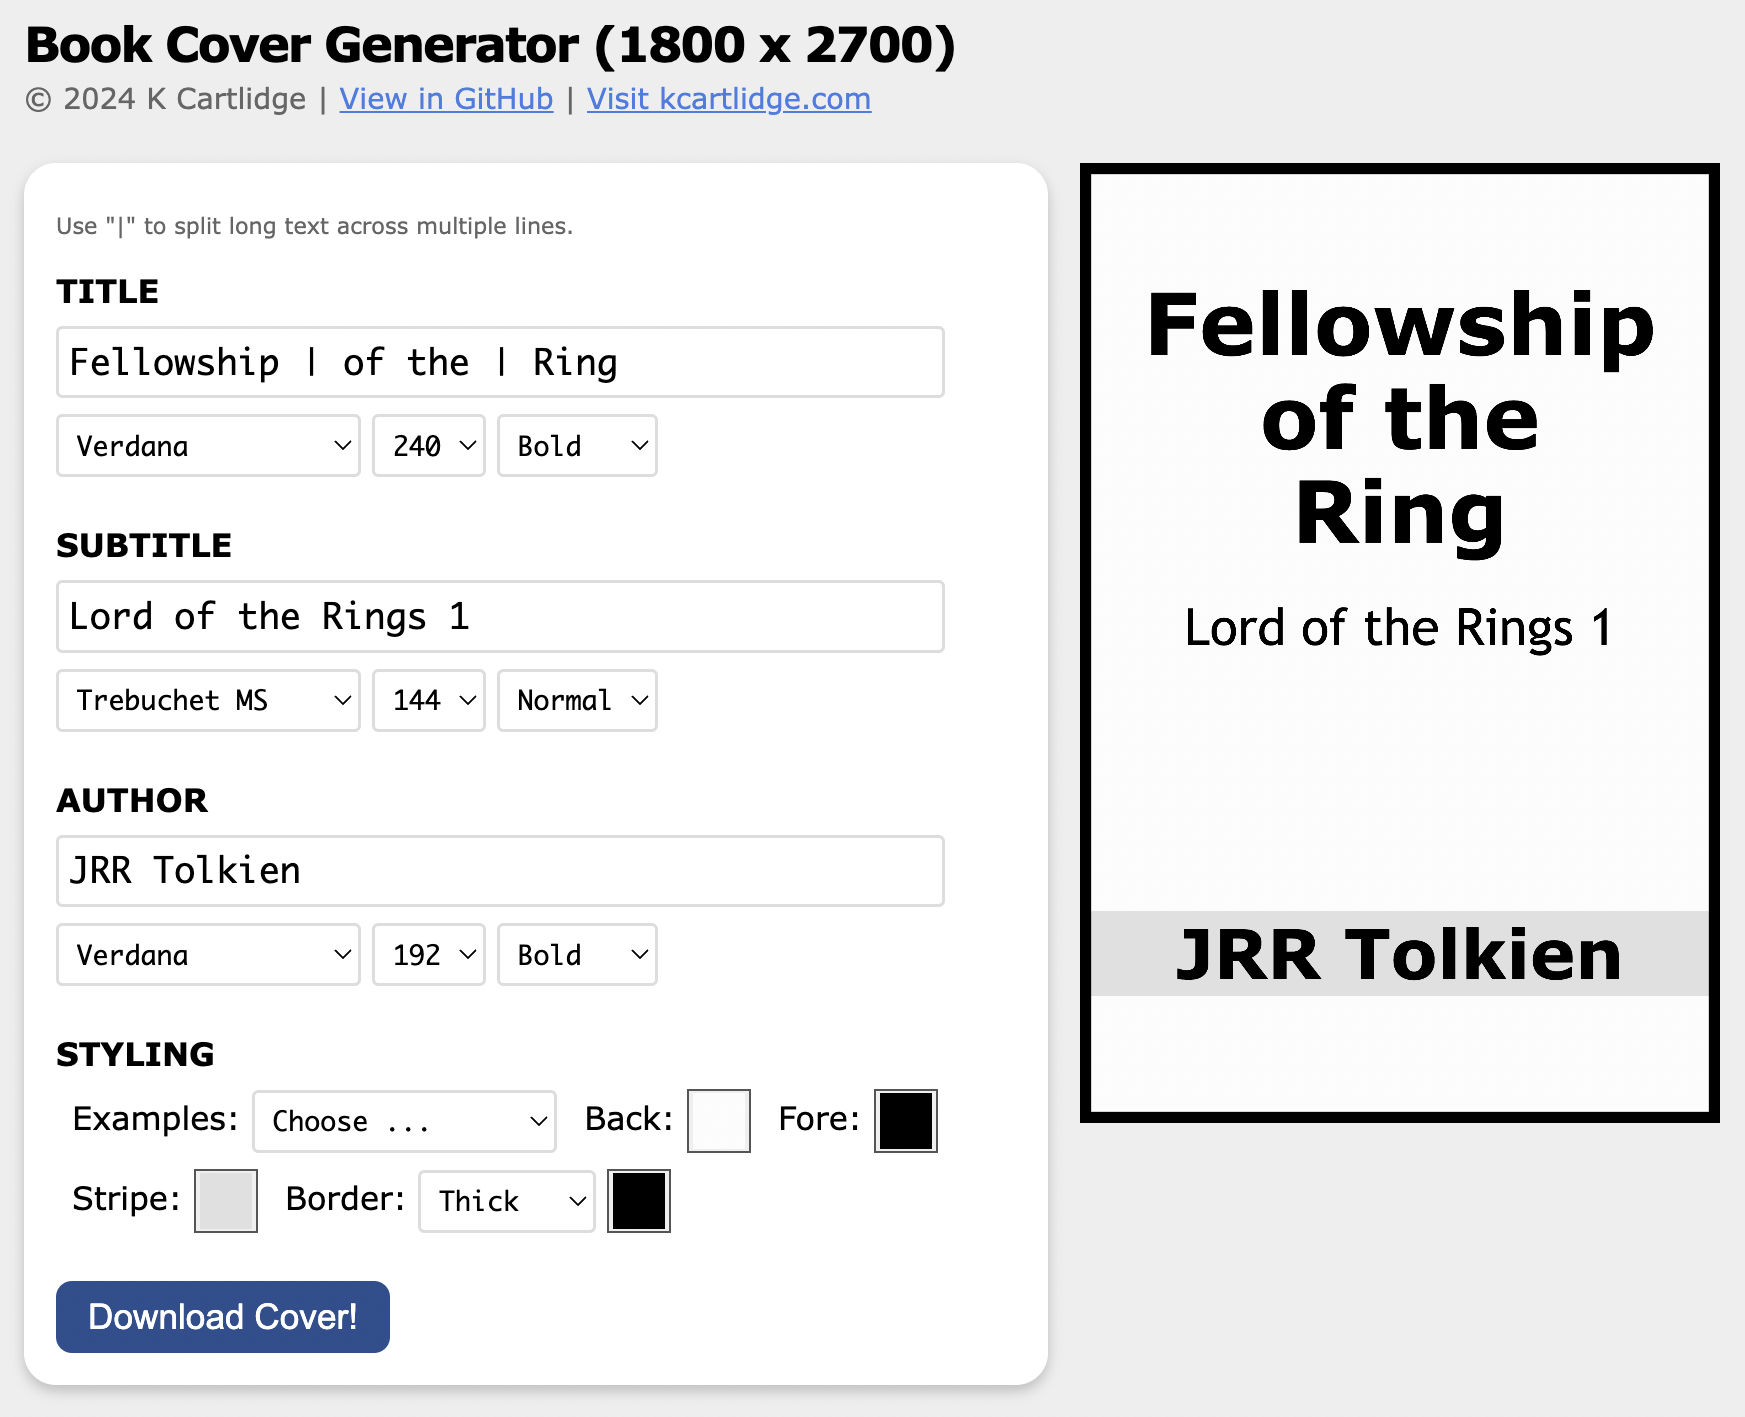 Book Cover Generator (1800 x 2700)
© 2024 K Cartlidge | View in GitHub | Visit kcartlidge.com
Use "|" to split long text across multiple lines.
TITLE
Fellowship | of the | Ring
Verdana 240 Bold
SUBTITLE
Lord of the Rings 1
Trebuchet MS 144 Normal
AUTHOR
JRR Tolkien
Verdana 192 Bold
STYLING
Examples: Choose ... Back: Fore:
Stripe: Border: Thick
Download Cover!
Fellowship
of the
Ring
Lord of the Rings 1
JRR Tolkien